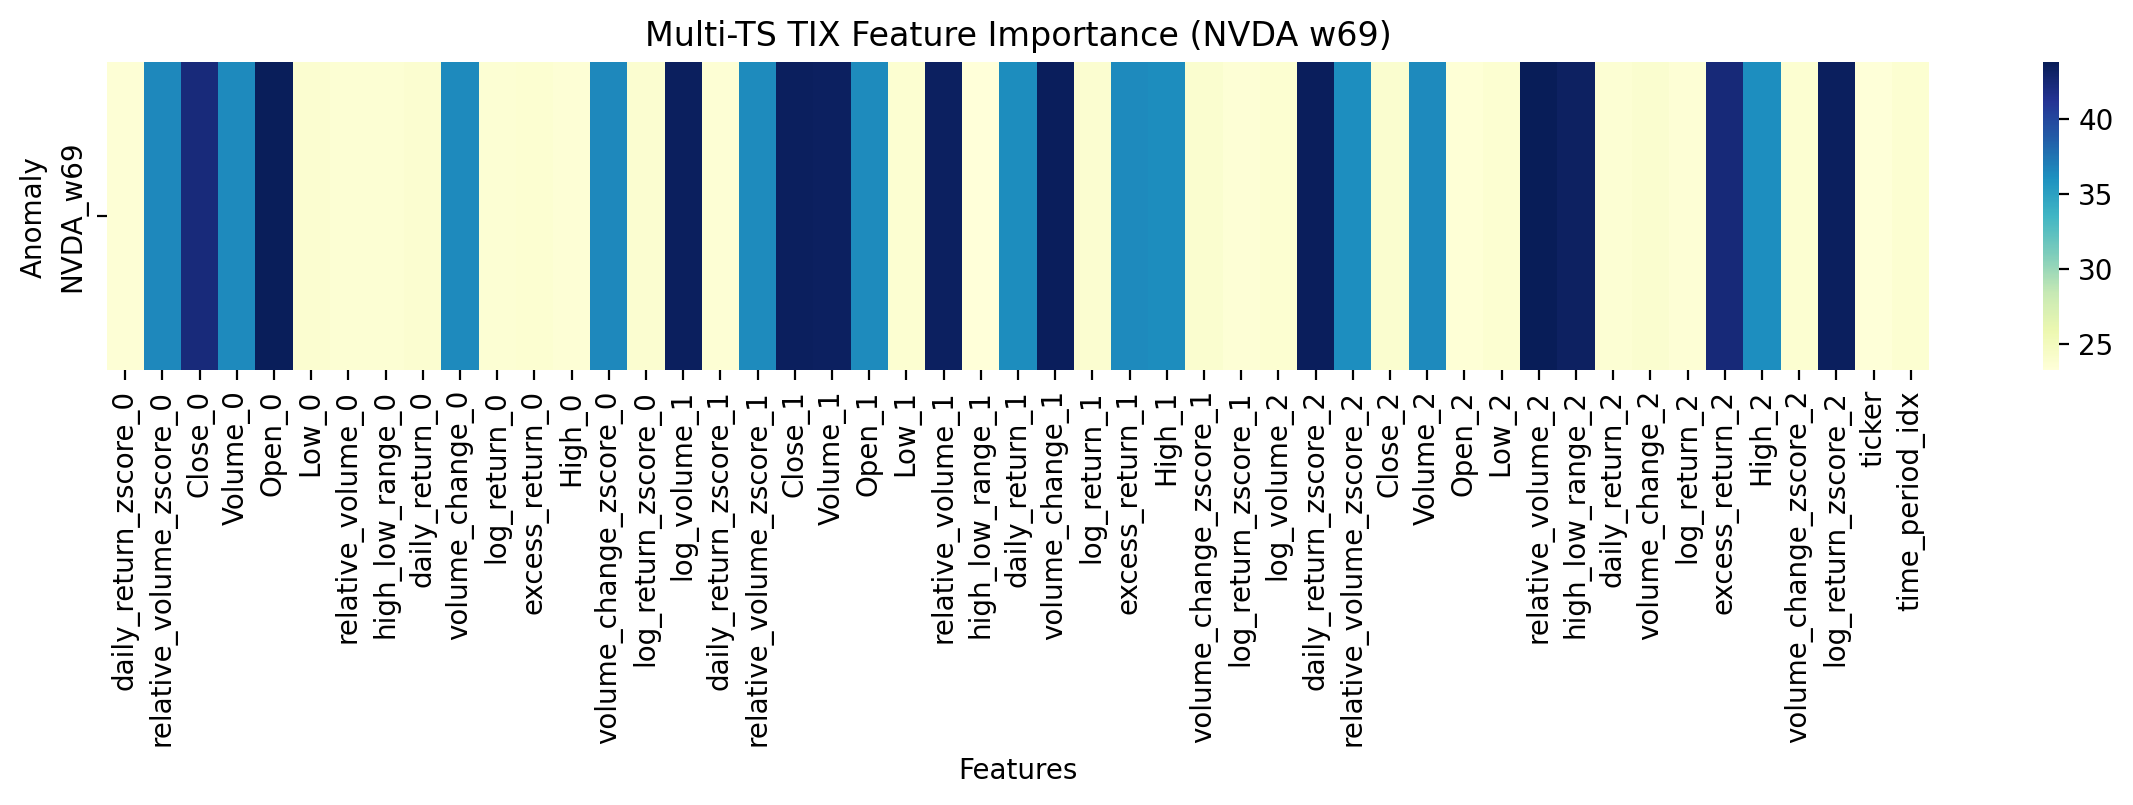 Multi-TS TIX Feature Importance (NVDA w69)
Anomaly
NVDA_w69
40
35
30
25
daily_return_zscore_0
relative_volume_zscore_0
Close_0
Volume_0
Open_0
Low_0
relative_volume_0
high_low_range_0
daily_return_0
volume_change_0
log_return_0
excess_return_0
High_0
volume_change_zscore_0
log_return_zscore_0
log_volume_1
daily_return_zscore_1
relative_volume_zscore_1
Close_1
Volume_1
Open_1
Low_1
relative_volume_1
high_low_range_1
daily_return_1
volume_change_1
log_return_1
excess_return_1
High_1
volume_change_zscore_1
log_return_zscore_1
log_volume_2
daily_return_zscore_2
relative_volume_zscore_2
Close_2
Volume_2
Open_2
Low_2
relative_volume_2
high_low_range_2
daily_return_2
volume_change_2
log_return_2
excess_return_2
High_2
volume_change_zscore_2
log_return_zscore_2
ticker
time_period_idx
Features